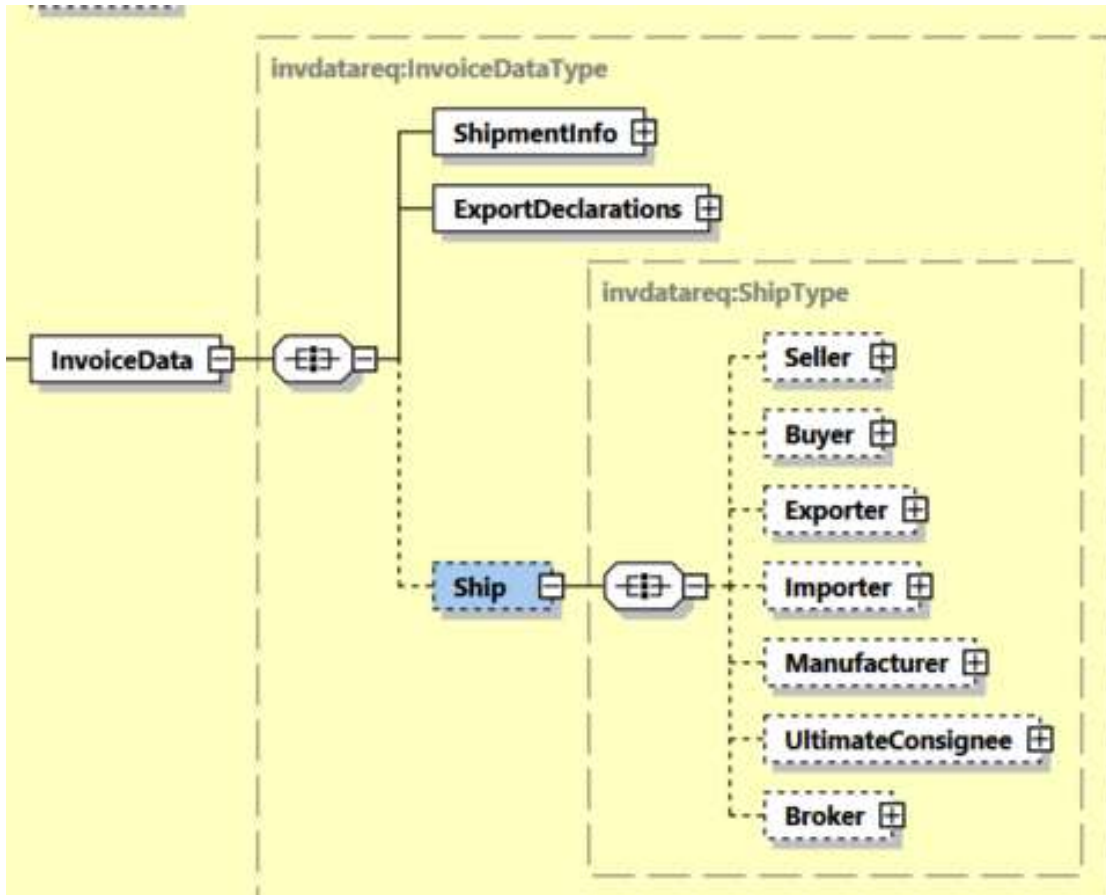 invdatareq:InvoiceDataType
ShipmentInfo
ExportDeclarations
invdatareq:ShipType
InvoiceData
Seller
Buyer
Exporter
Ship
Importer
Manufacturer
UltimateConsignee
Broker